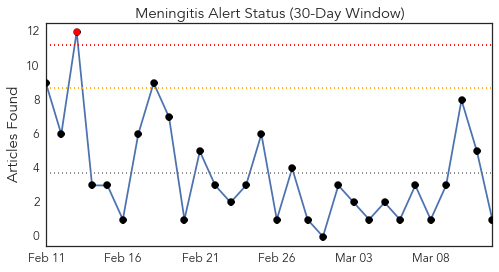 Meningitis Alert Status (30-Day Window)
Articles Found
12
10
8
6
4
2
0
Feb 11 Feb 16 Feb 21 Feb 26 Mar 03 Mar 08